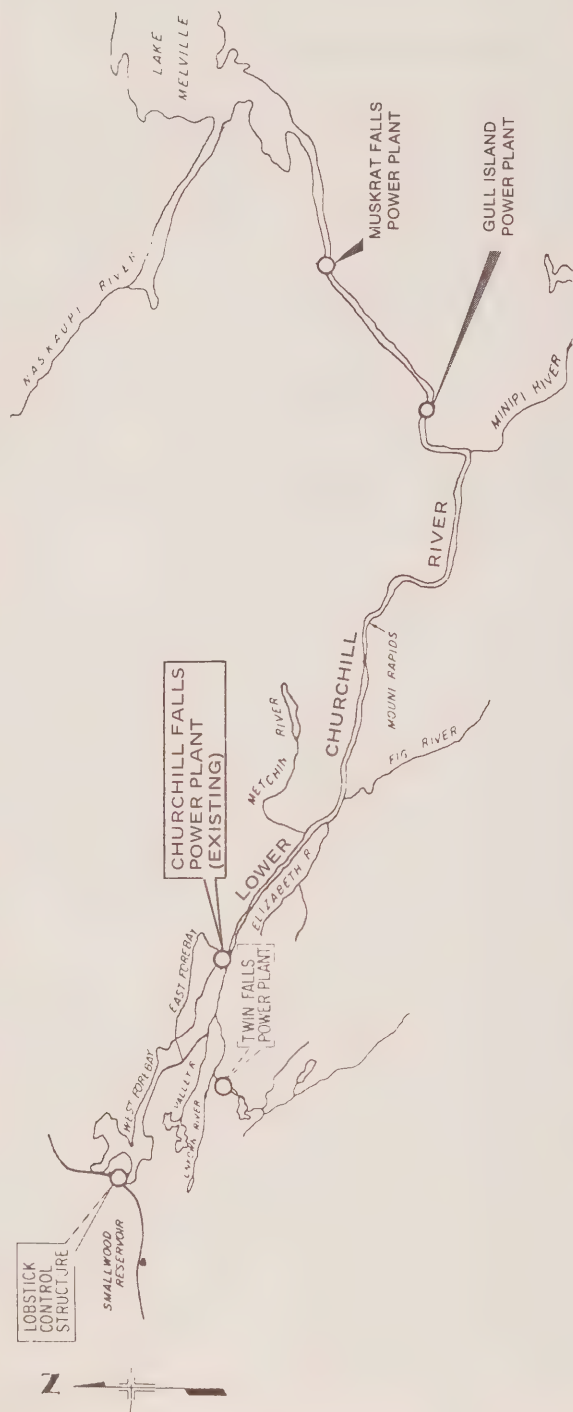 N
LOBSTICK
CONTROL
STRUCTURE
SMALLWOOD
RESERVOIR
WEST FOREBAY
EAST FOREBAY
VALLEY R
RIVER
CHURCHILL FALLS
POWER PLANT
(EXISTING)
TWIN FALLS
POWER PLANT
METCHIN RIVER
LOWER
ELIZABETH R
CHURCHILL
RIVER
FIG RIVER
MOUNI RAPIDS
NASKAUPI RIVER
LAKE
MELVILLE
MUSKRAT FALLS
POWER PLANT
GULL ISLAND
POWER PLANT
MINIPI RIVER